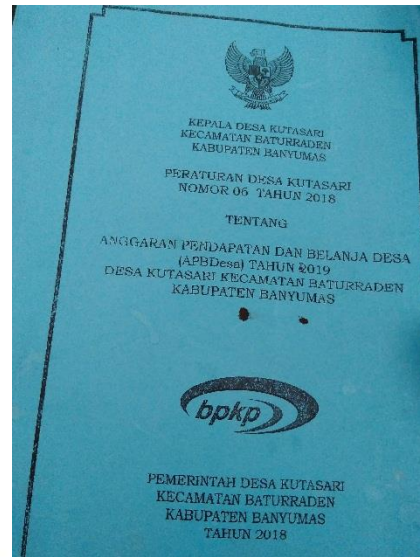 KEPALA DESA KUTASARI
KECAMATAN BATURRADEN
KABUPATEN BANYUMAS
PERATURAN DESA KUTASARI
NOMOR 06 TAHUN 2018
TENTANG
ANGGARAN PENDAPATAN DAN BELANJA DESA
(APBDesa) TAHUN 2019
DESA KUTASARI KECAMATAN BATURRADEN
KABUPATEN BANYUMAS
bpkp
PEMERINTAH DESA KUTASARI
KECAMATAN BATURRADEN
KABUPATEN BANYUMAS
TAHUN 2018